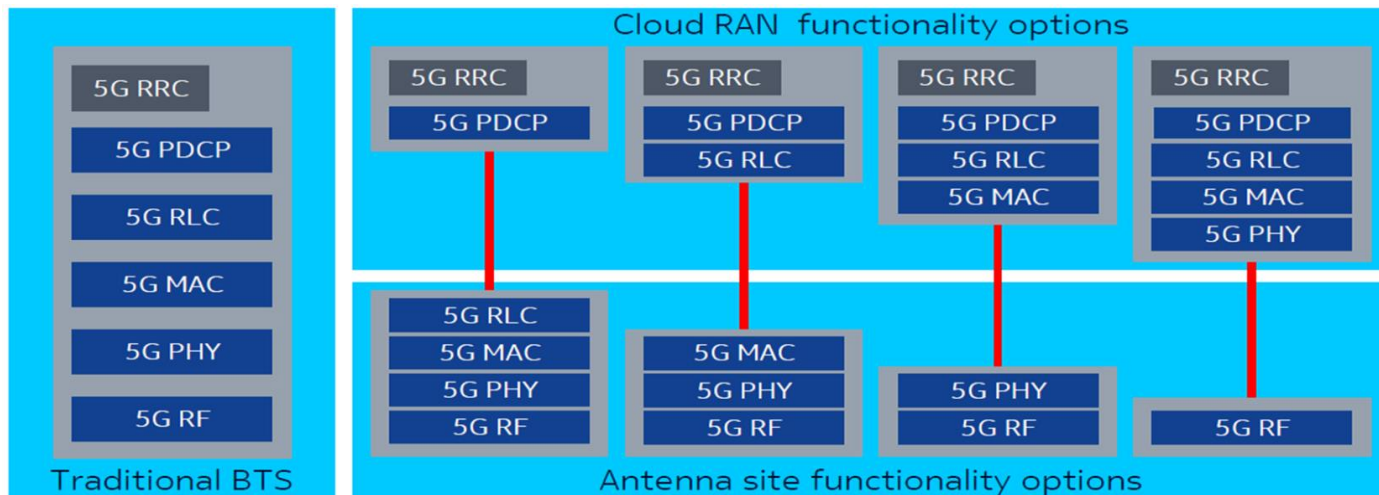 5G RRC
5G PDCP
5G RLC
5G MAC
5G PHY
5G RF
Traditional BTS
Cloud RAN functionality options
5G RRC
5G PDCP
5G RRC
5G PDCP
5G RLC
5G RRC
5G PDCP
5G RLC
5G MAC
5G RRC
5G PDCP
5G RLC
5G MAC
5G PHY
5G RLC
5G MAC
5G PHY
5G RF
5G MAC
5G PHY
5G RF
5G PHY
5G RF
5G RF
Antenna site functionality options